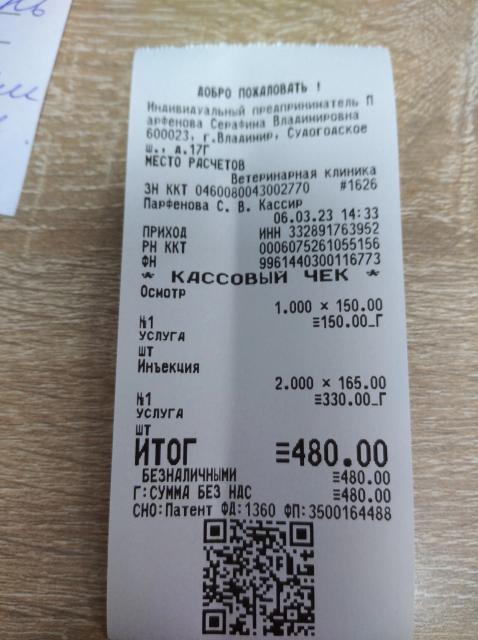 ДОБРО ПОЖАЛОВАТЬ !
Индивидуальный предприниматель П
арфенова Серафина Владимировна
600023, г.Владимир, Судогодское
ш., д.17Г
МЕСТО РАСЧЕТОВ
Ветеринарная клиника
ЗН ККТ 0460080043002770 #1626
Парфенова С. В. Кассир
06.03.23 14:33
ПРИХОД ИНН 332891763952
РН ККТ 0006075261055156
ФН 9961440300116773
* КАССОВЫЙ ЧЕК *
Осмотр
1.000 × 150.00
№1 ≡150.00_Г
УСЛУГА
ШТ
Инъекция
2.000 × 165.00
№1 ≡330.00_Г
УСЛУГА
ШТ
ИТОГ ≡480.00
БЕЗНАЛИЧНЫМИ ≡480.00
Г:СУММА БЕЗ НДС ≡480.00
СНО:Патент ФД:1360 ФП:3500164488